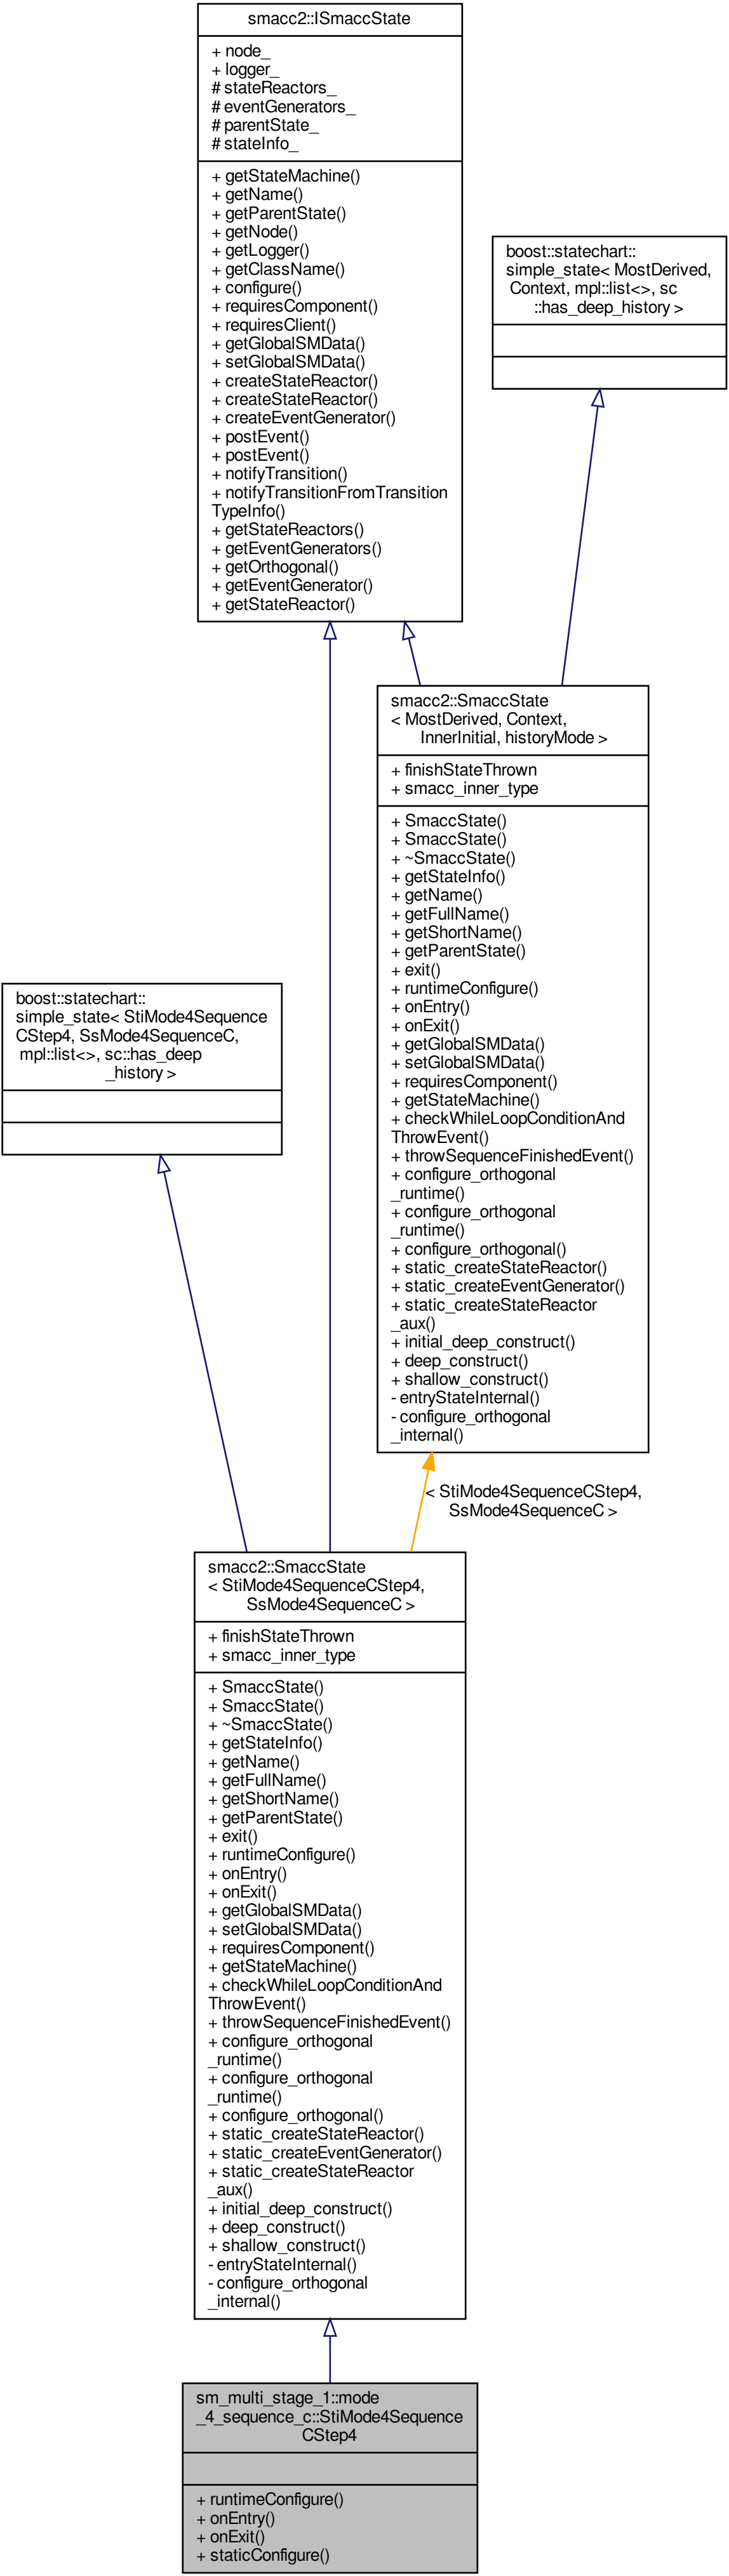 smacc2::ISmaccState
+ node_
+ logger_
# stateReactors_
# eventGenerators_
# parentState_
# stateInfo_
+ getStateMachine()
+ getName()
+ getParentState()
+ getNode()
+ getLogger()
+ getClassName()
+ configure()
+ requiresComponent()
+ requiresClient()
+ getGlobalSMData()
+ setGlobalSMData()
+ createStateReactor()
+ createStateReactor()
+ createEventGenerator()
+ postEvent()
+ postEvent()
+ notifyTransition()
+ notifyTransitionFromTransition
TypeInfo()
+ getStateReactors()
+ getEventGenerators()
+ getOrthogonal()
+ getEventGenerator()
+ getStateReactor()
boost::statechart::
simple_state< MostDerived,
Context, mpl::list<>, sc
::has_deep_history >
smacc2::SmaccState
< MostDerived, Context,
InnerInitial, historyMode >
+ finishStateThrown
+ smacc_inner_type
+ SmaccState()
+ SmaccState()
+ ~SmaccState()
+ getStateInfo()
+ getName()
+ getFullName()
+ getShortName()
+ getParentState()
+ exit()
+ runtimeConfigure()
+ onEntry()
+ onExit()
+ getGlobalSMData()
+ setGlobalSMData()
+ requiresComponent()
+ getStateMachine()
+ checkWhileLoopConditionAnd
ThrowEvent()
+ throwSequenceFinishedEvent()
+ configure_orthogonal
_runtime()
+ configure_orthogonal
_runtime()
+ configure_orthogonal()
+ static_createStateReactor()
+ static_createEventGenerator()
+ static_createStateReactor
_aux()
+ initial_deep_construct()
+ deep_construct()
+ shallow_construct()
- entryStateInternal()
- configure_orthogonal
_internal()
boost::statechart::
simple_state< StiMode4Sequence
CStep4, SsMode4SequenceC,
mpl::list<>, sc::has_deep
_history >
< StiMode4SequenceCStep4,
SsMode4SequenceC >
smacc2::SmaccState
< StiMode4SequenceCStep4,
SsMode4SequenceC >
+ finishStateThrown
+ smacc_inner_type
+ SmaccState()
+ SmaccState()
+ ~SmaccState()
+ getStateInfo()
+ getName()
+ getFullName()
+ getShortName()
+ getParentState()
+ exit()
+ runtimeConfigure()
+ onEntry()
+ onExit()
+ getGlobalSMData()
+ setGlobalSMData()
+ requiresComponent()
+ getStateMachine()
+ checkWhileLoopConditionAnd
ThrowEvent()
+ throwSequenceFinishedEvent()
+ configure_orthogonal
_runtime()
+ configure_orthogonal
_runtime()
+ configure_orthogonal()
+ static_createStateReactor()
+ static_createEventGenerator()
+ static_createStateReactor
_aux()
+ initial_deep_construct()
+ deep_construct()
+ shallow_construct()
- entryStateInternal()
- configure_orthogonal
_internal()
sm_multi_stage_1::mode
_4_sequence_c::StiMode4Sequence
CStep4
+ runtimeConfigure()
+ onEntry()
+ onExit()
+ staticConfigure()